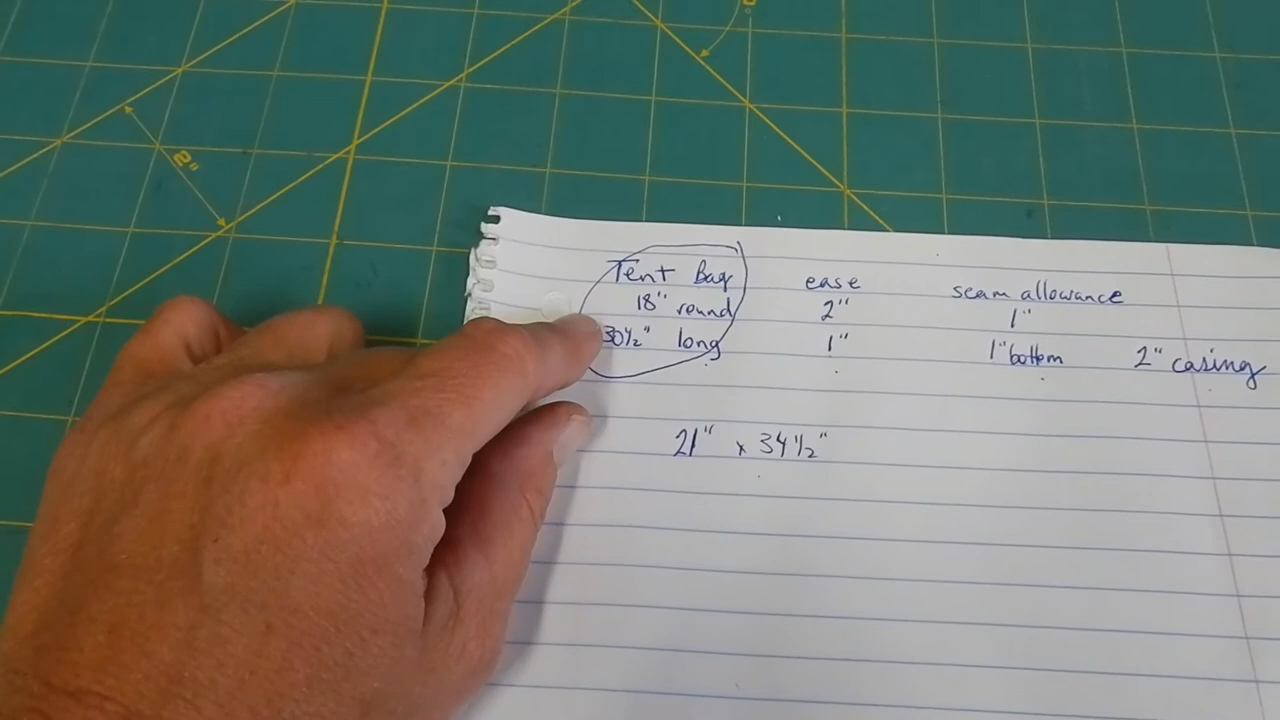 2"
Tent Bag ease seam allowance
18" round 2" 1"
30½" long 1" 1" bottom 2" casing
21" x 34½"